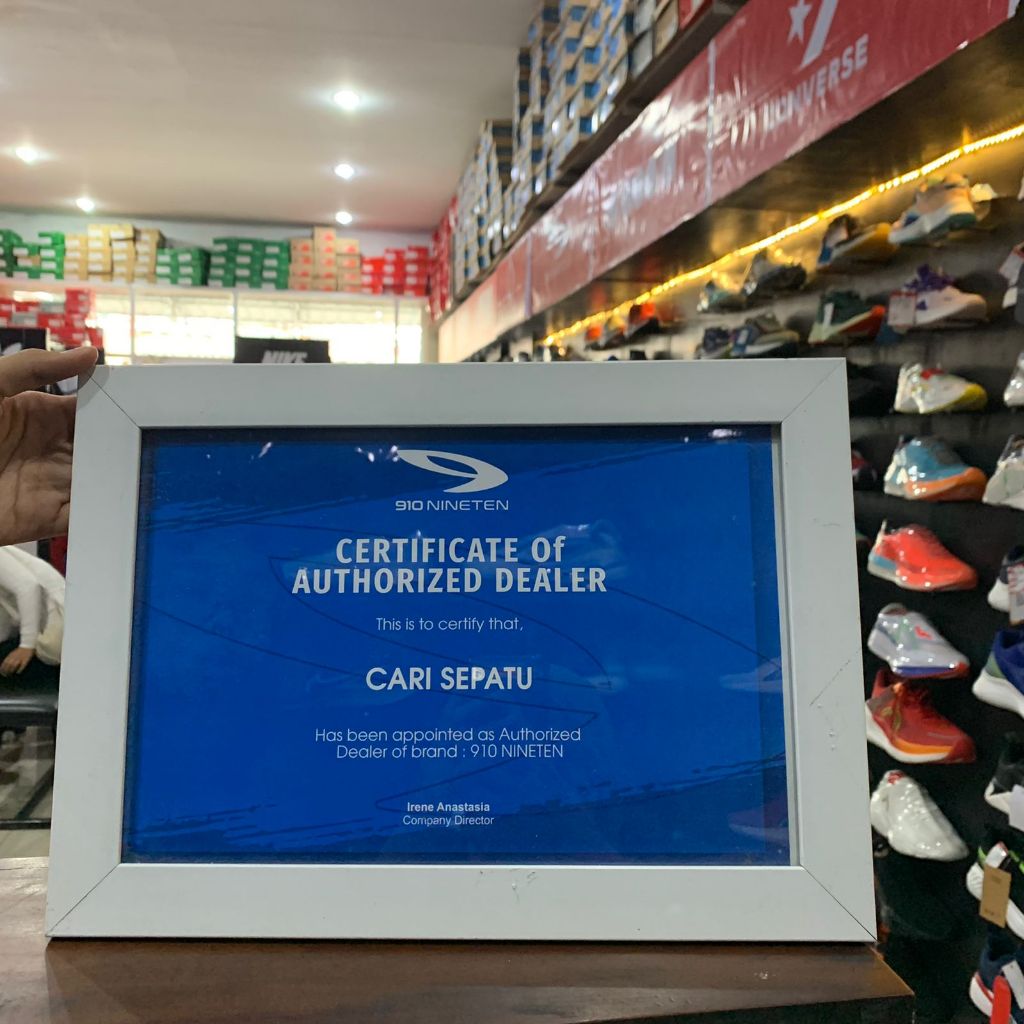 CONVERSE
NIKE
910 NINETEN
CERTIFICATE Of
AUTHORIZED DEALER
This is to certify that,
CARI SEPATU
Has been appointed as Authorized
Dealer of brand : 910 NINETEN
Irene Anastasia
Company Director